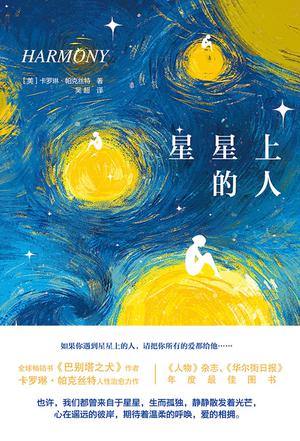 HARMONY
［美］卡罗琳·帕克丝特 著
吴超 译
星星上
的人
如果你遇到星星上的人，请把你所有的爱都给他……
全球畅销书《巴别塔之犬》作者
卡罗琳·帕克丝特人性治愈力作
《人物》杂志、《华尔街日报》
年度最佳图书
也许，我们都曾来自于星星，生而孤独，静静散发着光芒，
心在遥远的彼岸，期待着温柔的呼唤，爱的相拥。